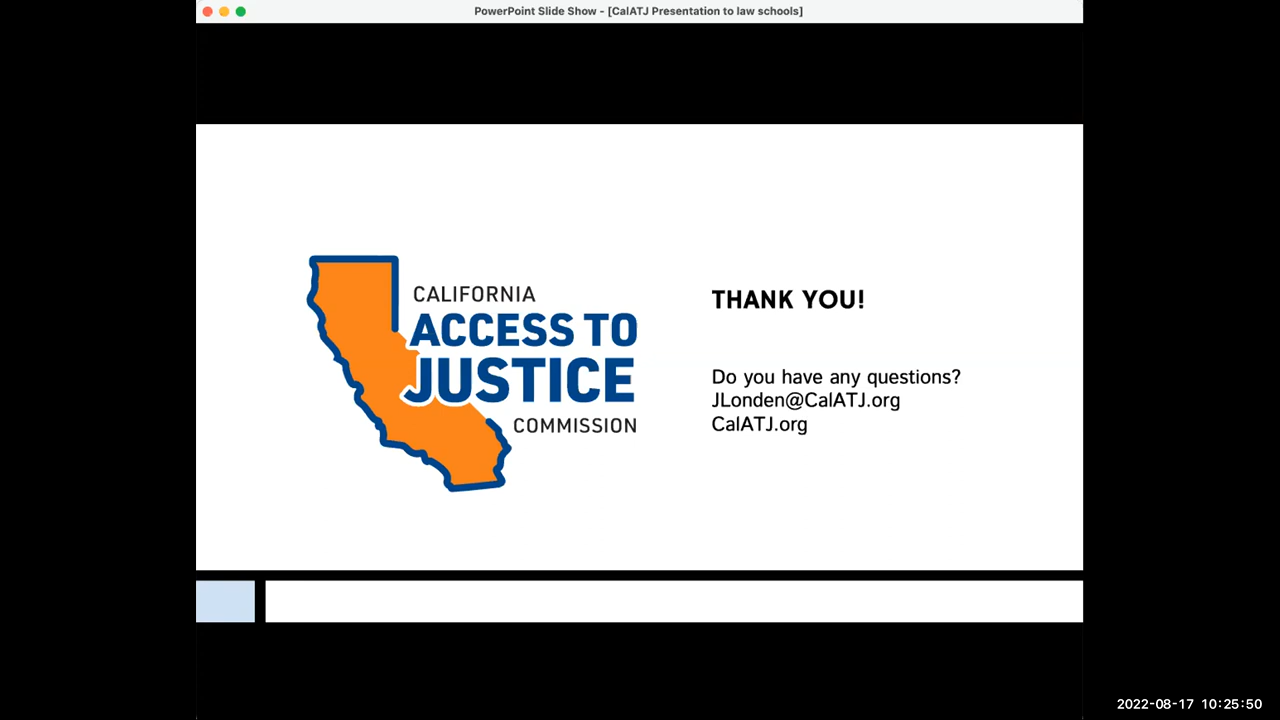 PowerPoint Slide Show - [CalATJ Presentation to law schools]
CALIFORNIA
ACCESS TO
JUSTICE
COMMISSION
THANK YOU!
Do you have any questions?
JLonden@CalATJ.org
CalATJ.org
2022-08-17 10:25:50